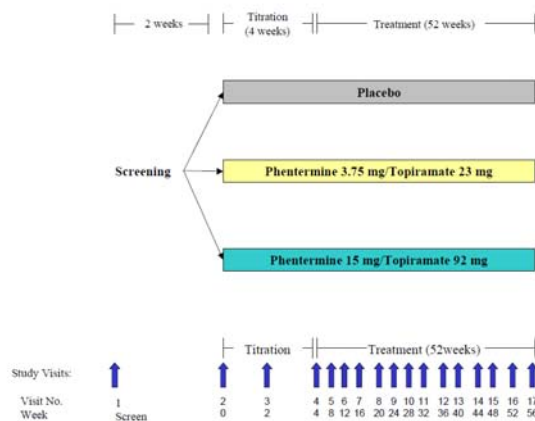 2 weeks
Titration
(4 weeks)
Treatment (52 weeks)
Placebo
Screening
Phentermine 3.75 mg/Topiramate 23 mg
Phentermine 15 mg/Topiramate 92 mg
Titration
Treatment (52weeks)
Study Visits:
Visit No. 1 2 3 4 5 6 7 8 9 10 11 12 13 14 15 16 17
Week Screen 0 2 4 8 12 16 20 24 28 32 36 40 44 48 52 56